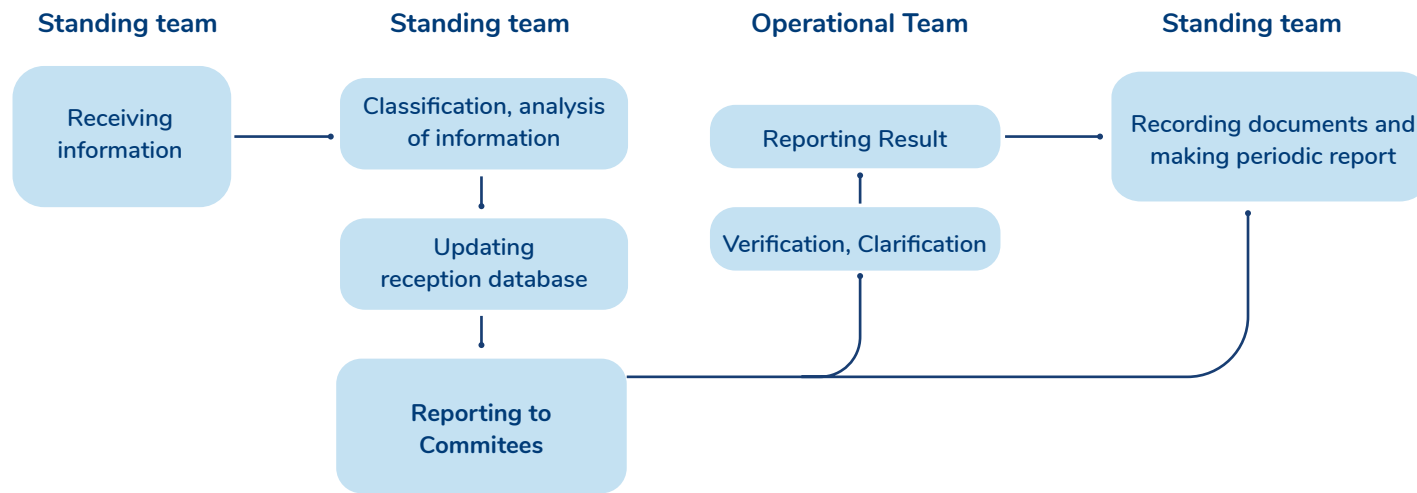 Standing team
Standing team
Operational Team
Standing team
Receiving
information
Classification, analysis
of information
Updating
reception database
Reporting to
Commitees
Reporting Result
Verification, Clarification
Recording documents and
making periodic report